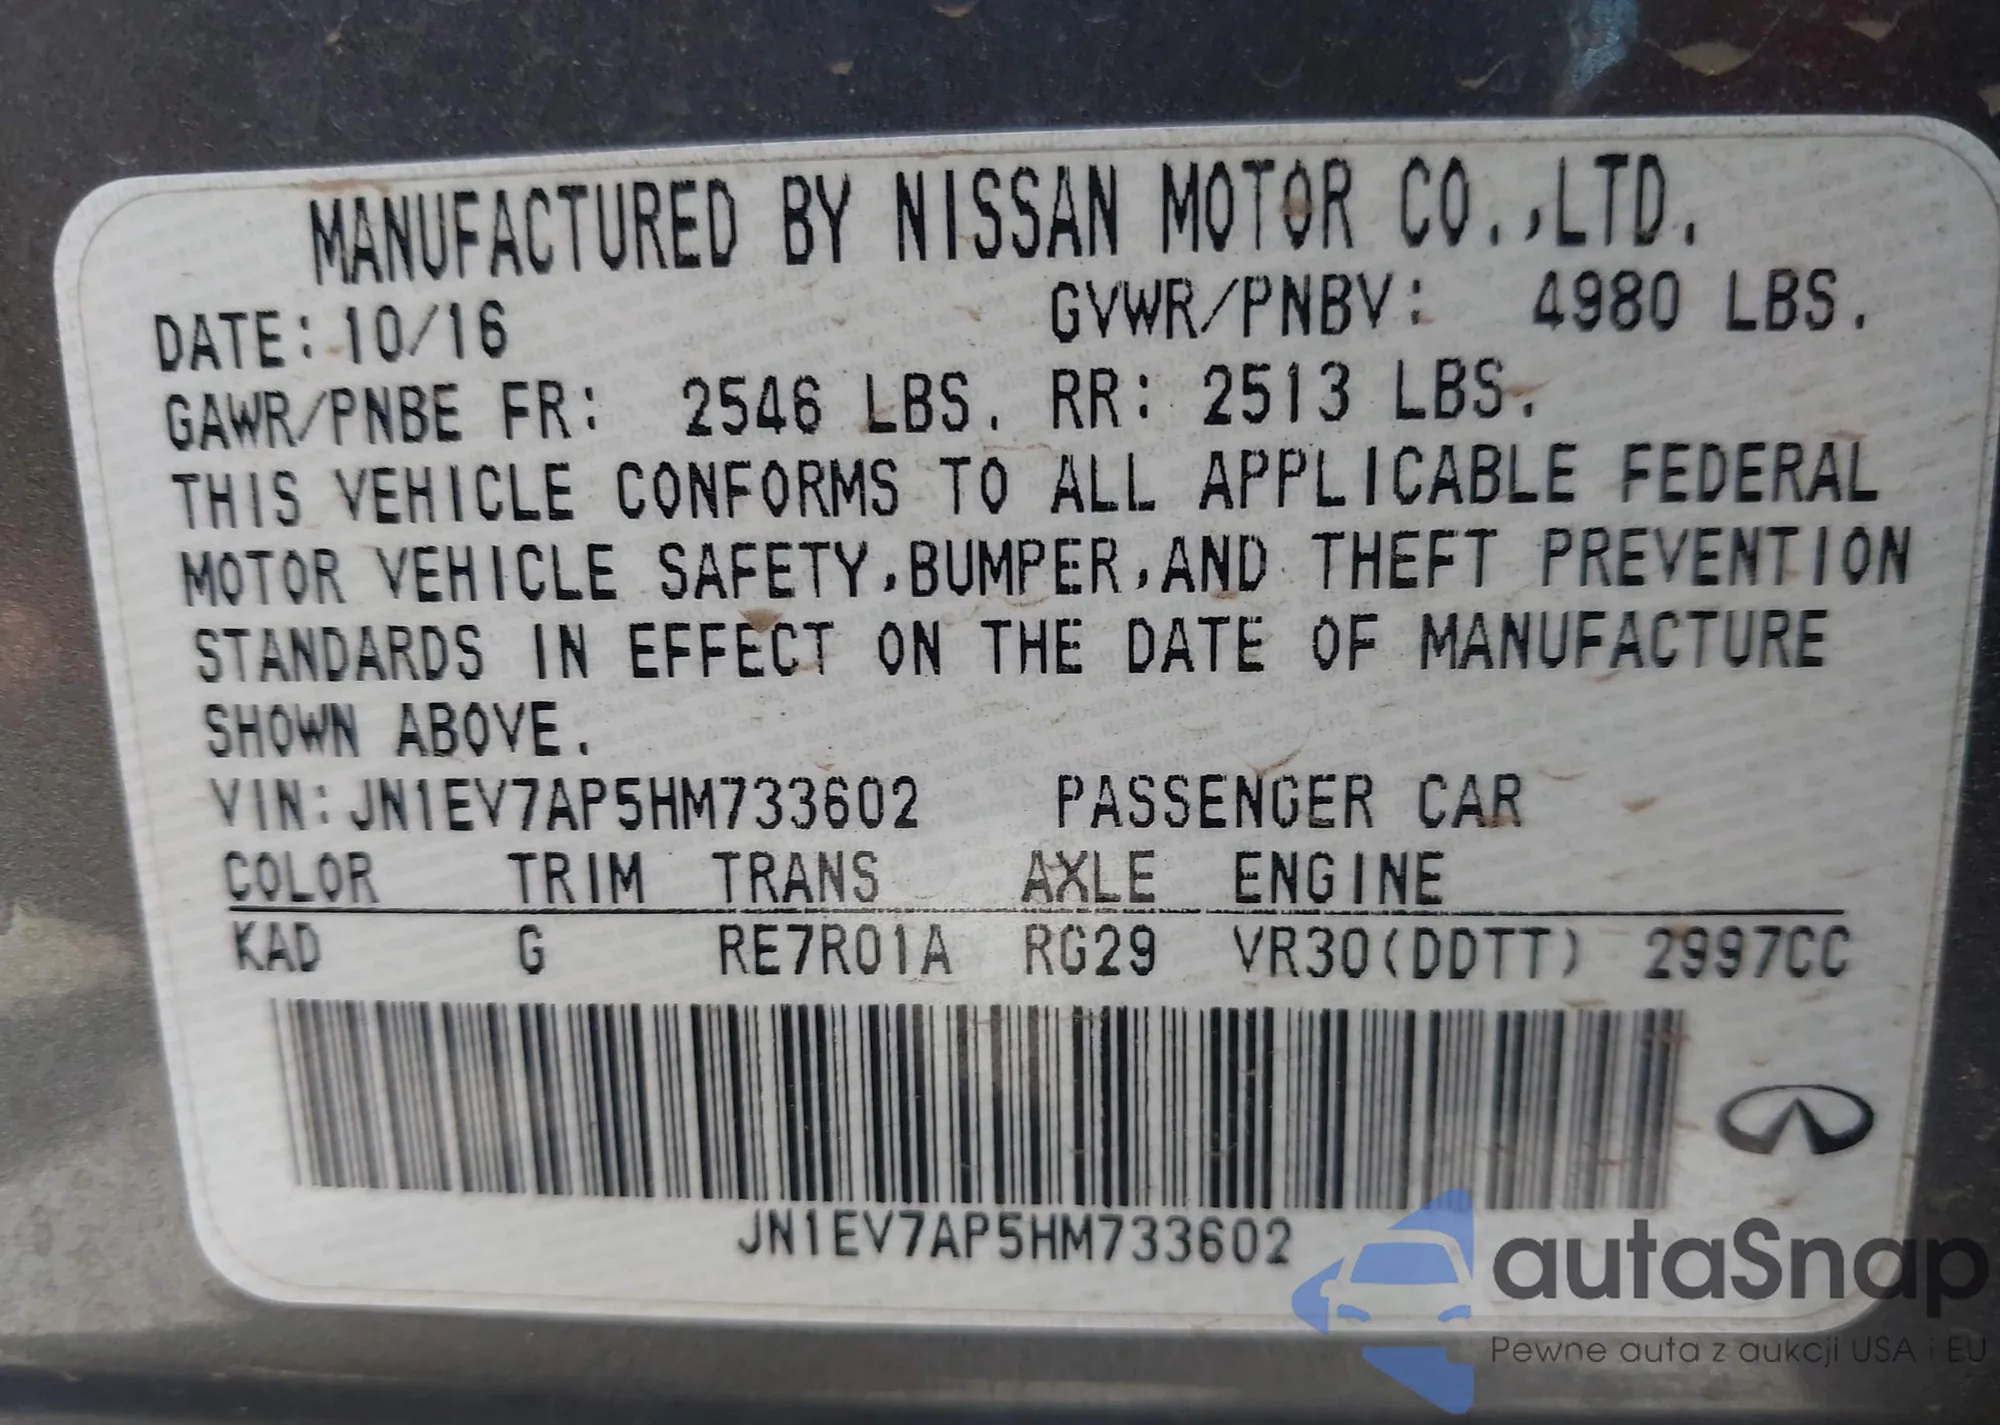 MANUFACTURED BY NISSAN MOTOR CO.,LTD.
DATE: 10/16 GVWR/PNBV: 4980 LBS.
GAWR/PNBE FR: 2546 LBS. RR: 2513 LBS.
THIS VEHICLE CONFORMS TO ALL APPLICABLE FEDERAL
MOTOR VEHICLE SAFETY,BUMPER,AND THEFT PREVENTION
STANDARDS IN EFFECT ON THE DATE OF MANUFACTURE
SHOWN ABOVE.
VIN:JN1EV7AP5HM733602 PASSENGER CAR
COLOR TRIM TRANS AXLE ENGINE
KAD G RE7R01A RG29 VR30(DDTT) 2997CC
JN1EV7AP5HM733602
autaSnap
Pewne auta z aukcji USA i EU